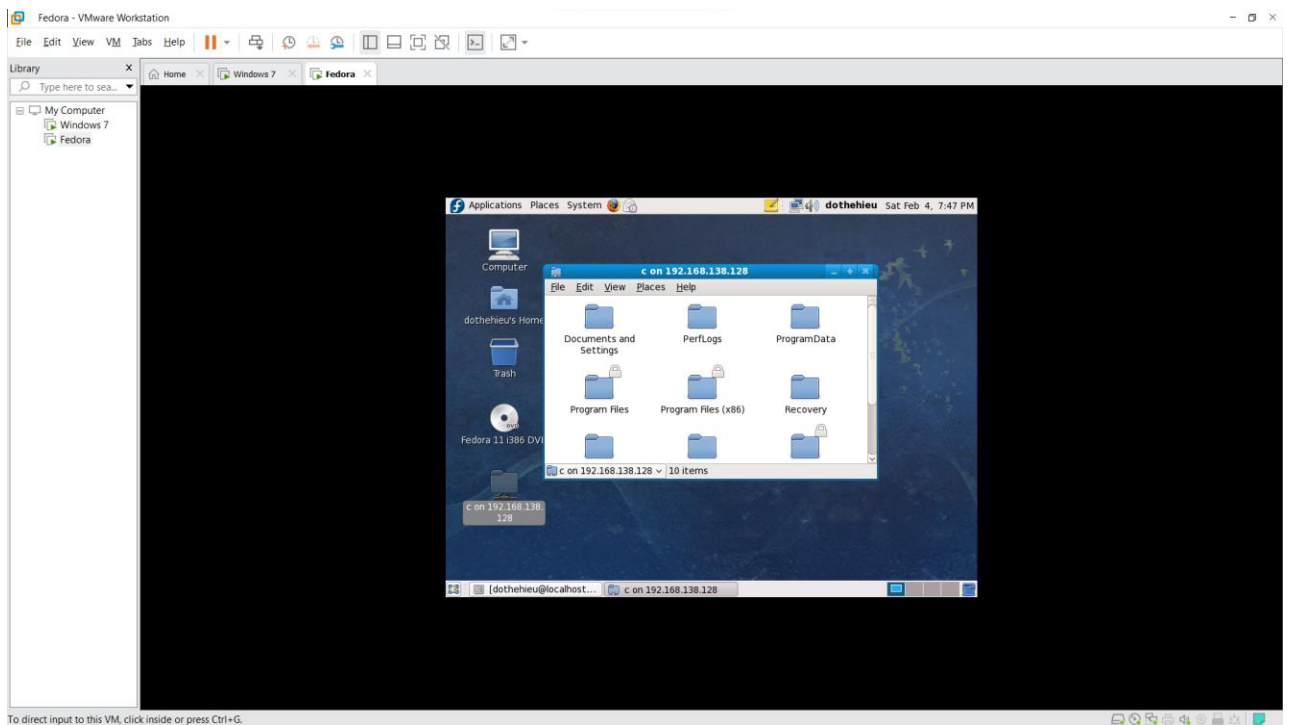 Fedora - VMware Workstation
File Edit View VM Tabs Help
Library X
Home Windows 7 Fedora
Type here to sea...
My Computer
Windows 7
Fedora
Applications Places System
dothehieu Sat Feb 4, 7:47 PM
Computer
dothehieu's Home
Trash
Fedora 11 i386 DVD
c on 192.168.138.
128
c on 192.168.138.128
File Edit View Places Help
Documents and
Settings
PerfLogs
ProgramData
Program Files
Program Files (x86)
Recovery
c on 192.168.138.128 10 items
[dothehieu@localhost... c on 192.168.138.128
To direct input to this VM, click inside or press Ctrl+G.